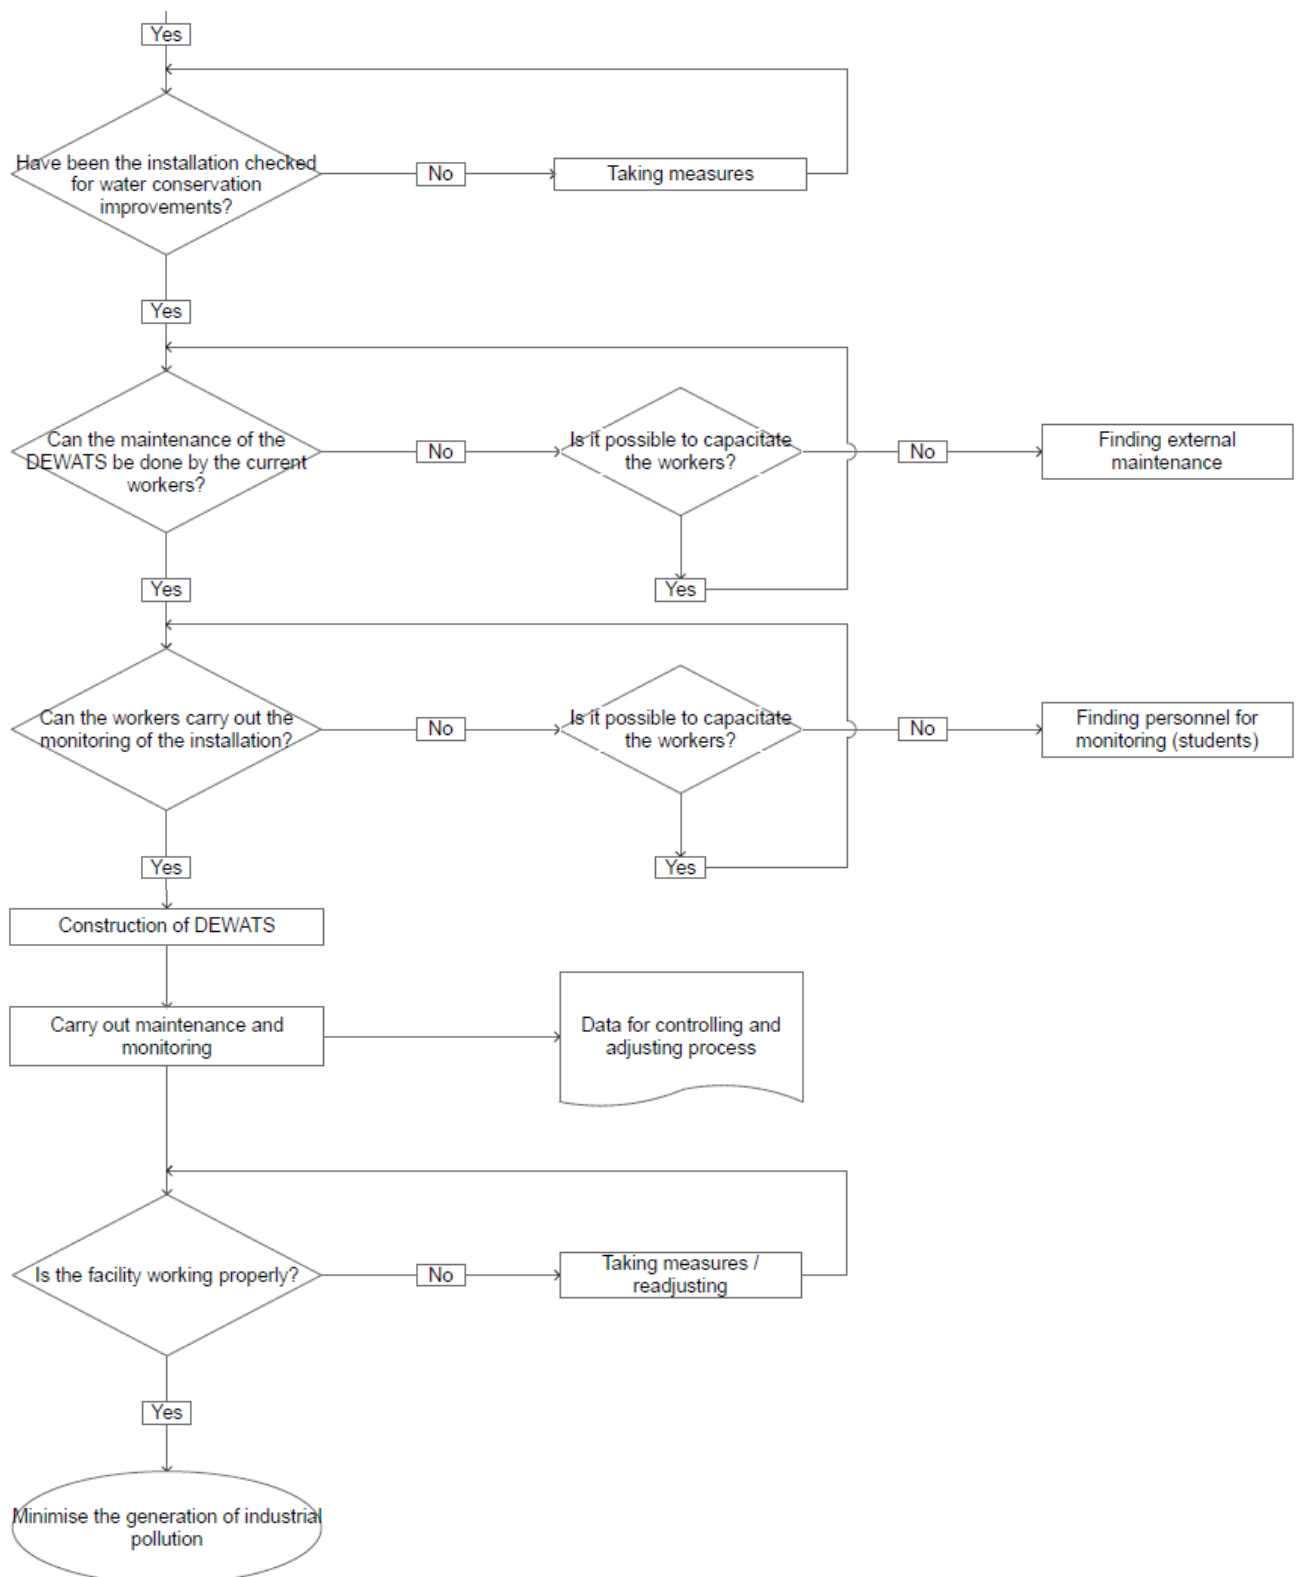 Yes
Have been the installation checked
for water conservation
improvements?
No
Taking measures
Yes
Can the maintenance of the
DEWATS be done by the current
workers?
No
Is it possible to capacitate
the workers?
No
Finding external
maintenance
Yes
Yes
Can the workers carry out the
monitoring of the installation?
No
Is it possible to capacitate
the workers?
No
Finding personnel for
monitoring (students)
Yes
Yes
Construction of DEWATS
Carry out maintenance and
monitoring
Data for controlling and
adjusting process
Is the facility working properly?
No
Taking measures /
readjusting
Yes
Minimise the generation of industrial
pollution